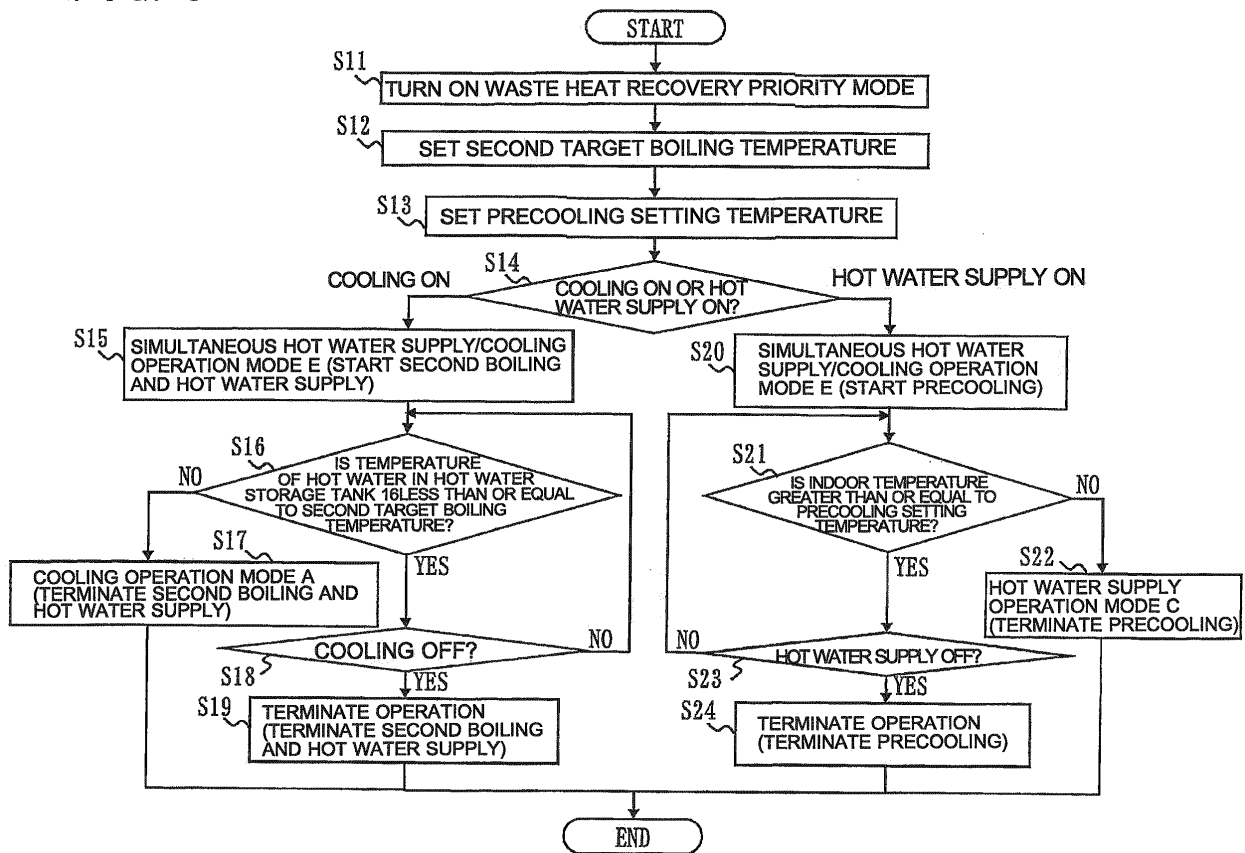 START
S11
TURN ON WASTE HEAT RECOVERY PRIORITY MODE
S12
SET SECOND TARGET BOILING TEMPERATURE
S13
SET PRECOOLING SETTING TEMPERATURE
S14
COOLING ON
COOLING ON OR HOT
WATER SUPPLY ON?
HOT WATER SUPPLY ON
S15
SIMULTANEOUS HOT WATER SUPPLY/COOLING
OPERATION MODE E (START SECOND BOILING
AND HOT WATER SUPPLY)
S16
NO
IS TEMPERATURE
OF HOT WATER IN HOT WATER
STORAGE TANK 16LESS THAN OR EQUAL
TO SECOND TARGET BOILING
TEMPERATURE?
YES
S17
COOLING OPERATION MODE A
(TERMINATE SECOND BOILING AND
HOT WATER SUPPLY)
COOLING OFF?
NO
S18
YES
S19
TERMINATE OPERATION
(TERMINATE SECOND BOILING
AND HOT WATER SUPPLY)
S20
SIMULTANEOUS HOT WATER
SUPPLY/COOLING OPERATION
MODE E (START PRECOOLING)
S21
IS INDOOR TEMPERATURE
GREATER THAN OR EQUAL TO
PRECOOLING SETTING
TEMPERATURE?
NO
YES
S22
HOT WATER SUPPLY
OPERATION MODE C
(TERMINATE PRECOOLING)
NO
HOT WATER SUPPLY OFF?
S23
YES
S24
TERMINATE OPERATION
(TERMINATE PRECOOLING)
END